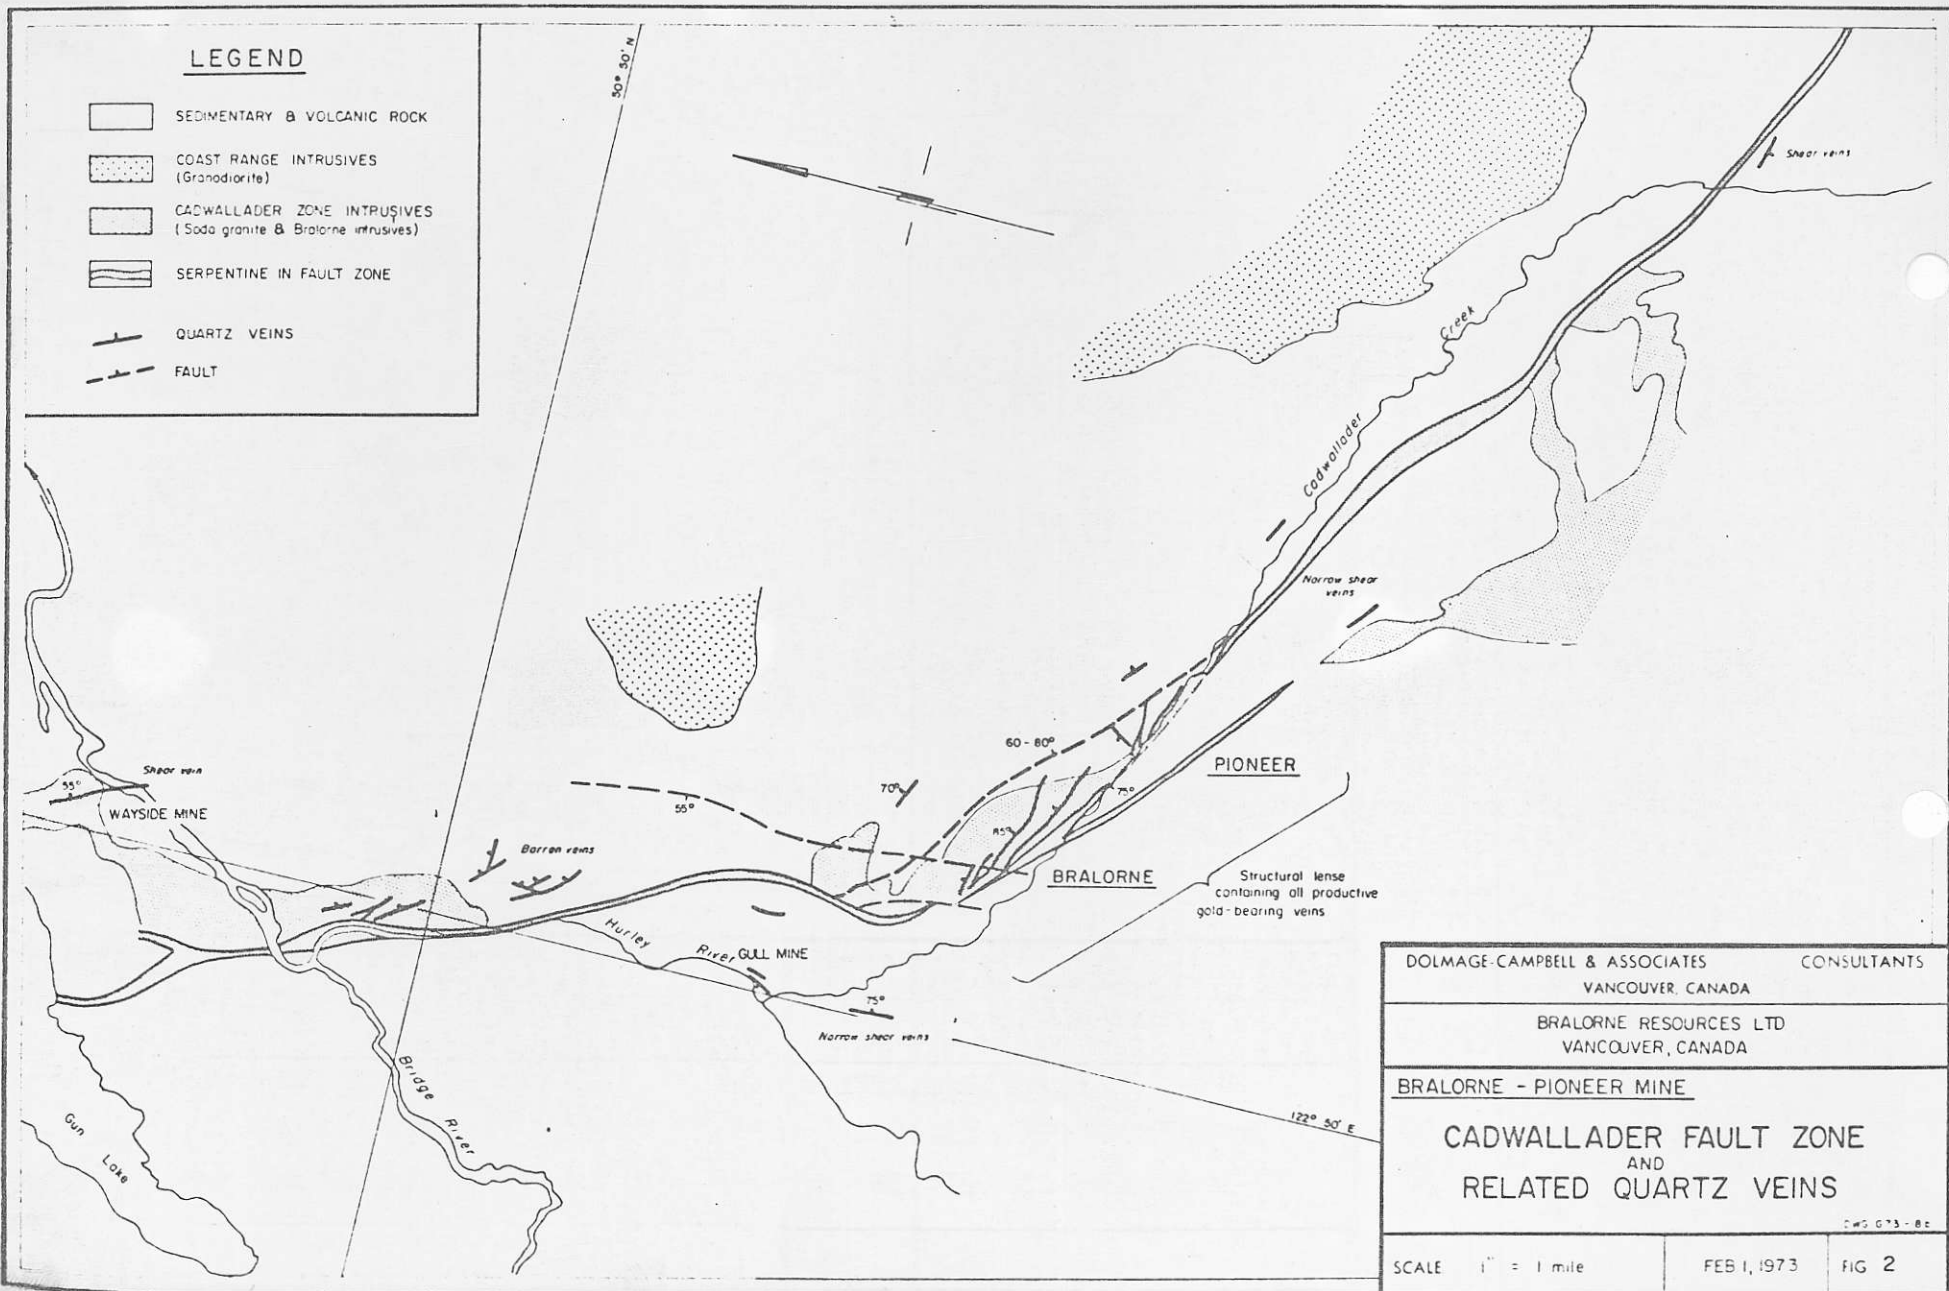 LEGEND
SEDIMENTARY & VOLCANIC ROCK
COAST RANGE INTRUSIVES
(Granodiorite)
CADWALLADER ZONE INTRUSIVES
(Soda granite & Bralorne intrusives)
SERPENTINE IN FAULT ZONE
QUARTZ VEINS
FAULT
50° 50' N
Shear veins
Cadwallader Creek
Narrow shear
veins
60-80°
PIONEER
70°
75°
55°
85°
Shear vein
55°
WAYSIDE MINE
Barren veins
BRALORNE
Structural lense
containing all productive
gold-bearing veins
Hurley River
GULL MINE
75°
Narrow shear veins
Bridge River
Gun Lake
122° 50' E
DOLMAGE-CAMPBELL & ASSOCIATES CONSULTANTS
VANCOUVER, CANADA
BRALORNE RESOURCES LTD
VANCOUVER, CANADA
BRALORNE - PIONEER MINE
CADWALLADER FAULT ZONE
AND
RELATED QUARTZ VEINS
SCALE 1" = 1 mile
FEB 1, 1973
FIG 2